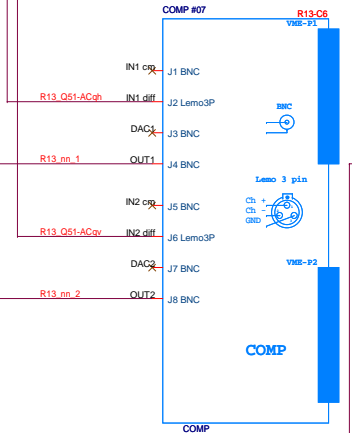 COMP #07
R13-C6
VME-P1
IN1 cm
J1 BNC
R13_Q51-ACqh
IN1 diff
J2 Lemo3P
BNC
DAC1
J3 BNC
R13_nn_1
OUT1
J4 BNC
Lemo 3 pin
IN2 cm
J5 BNC
Ch +
Ch -
GND
R13_Q51-ACqv
IN2 diff
J6 Lemo3P
DAC2
J7 BNC
VME-P2
R13_nn_2
OUT2
J8 BNC
COMP
COMP